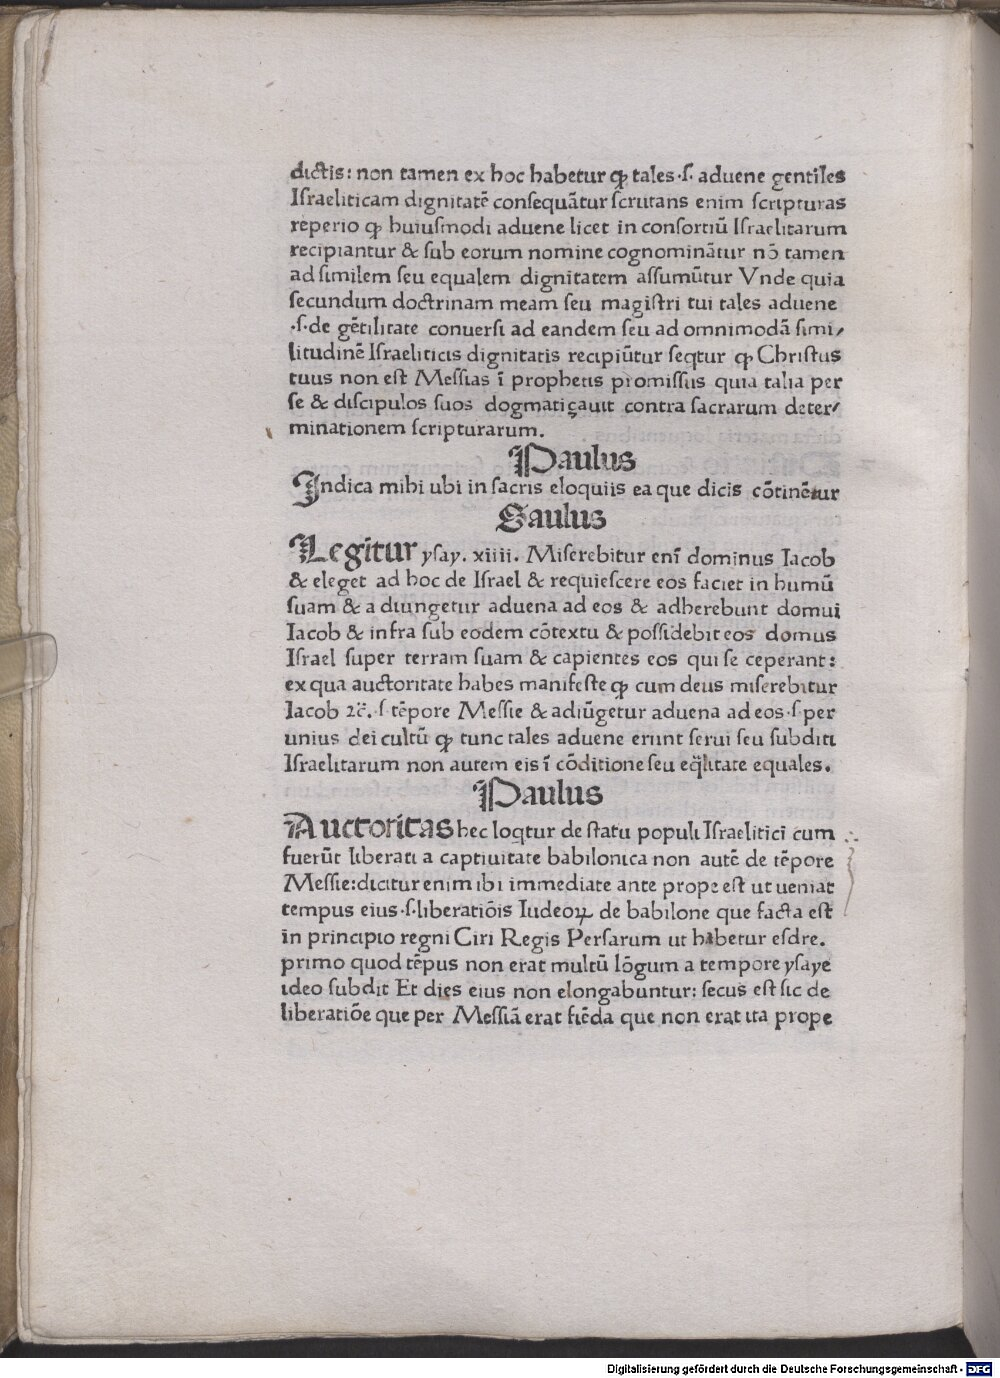 dictis: non tamen ex hoc habetur ꝙ tales ·ſ· aduene gentiles
Iſraeliticam dignitatē conſequātur ſcrutans enim ſcripturas
reperio ꝙ huiuſmodi aduene licet in conſortiū Iſraelitarum
recipiantur & ſub eorum nomine cognominātur nō tamen
ad ſimilem ſeu equalem dignitatem aſſumūtur Vnde quia
ſecundum doctrinam meam ſeu magiſtri tui tales aduene
·ſ· de gētilitate conuerſi ad eandem ſeu ad omnimodā ſimi/
litudinē Iſraeliticis dignitatis recipiūtur ſeqtur ꝙ Chriſtus
tuus non eſt Meſſias ī prophetis promiſſus quia talia per
ſe & diſcipulos ſuos dogmatiçauit contra ſacrarum deter/
minationem ſcripturarum.
Paulus
Indica mihi ubi in ſacris eloquiis ea que dicis cōtinētur
Saulus
Legitur yſay. xiiii. Miſerebitur enī dominus Iacob
& eleget ad hoc de Iſrael & requieſcere eos faciet in humū
ſuam & a diungetur aduena ad eos & adherebunt domui
Iacob & infra ſub eodem cōtextu & poſſidebit eos domus
Iſrael ſuper terram ſuam & capientes eos qui ſe ceperant:
ex qua auctoritate habes manifeſte ꝙ cum deus miſerebitur
Iacob ⁊c̄. ·ſ· tēpore Meſſie & adiūgetur aduena ad eos ·ſ· per
unius dei cultū ꝙ tunc tales aduene erunt ſerui ſeu ſubditi
Iſraelitarum non autem eis ī cōditione ſeu eq̄litate equales.
Paulus
Auctoritas hec loqtur de ſtatu populi Iſraelitici cum
fuerūt liberati a captiuitate babilonica non autē de tēpore
Meſſie: dicitur enim ibi immediate ante prope eſt ut ueniat
tempus eius ·ſ· liberatiōis Iudeoꝝ de babilone que facta eſt
in principio regni Ciri Regis Perſarum ut habetur eſdre.
primo quod tēpus non erat multū lōgum a tempore yſaye
ideo ſubdit Et dies eius non elongabuntur: ſecus eſt ſic de
liberatiōe que per Meſſiā erat fiēda que non erat ita prope
Digitalisierung gefördert durch die Deutsche Forschungsgemeinschaft - DFG